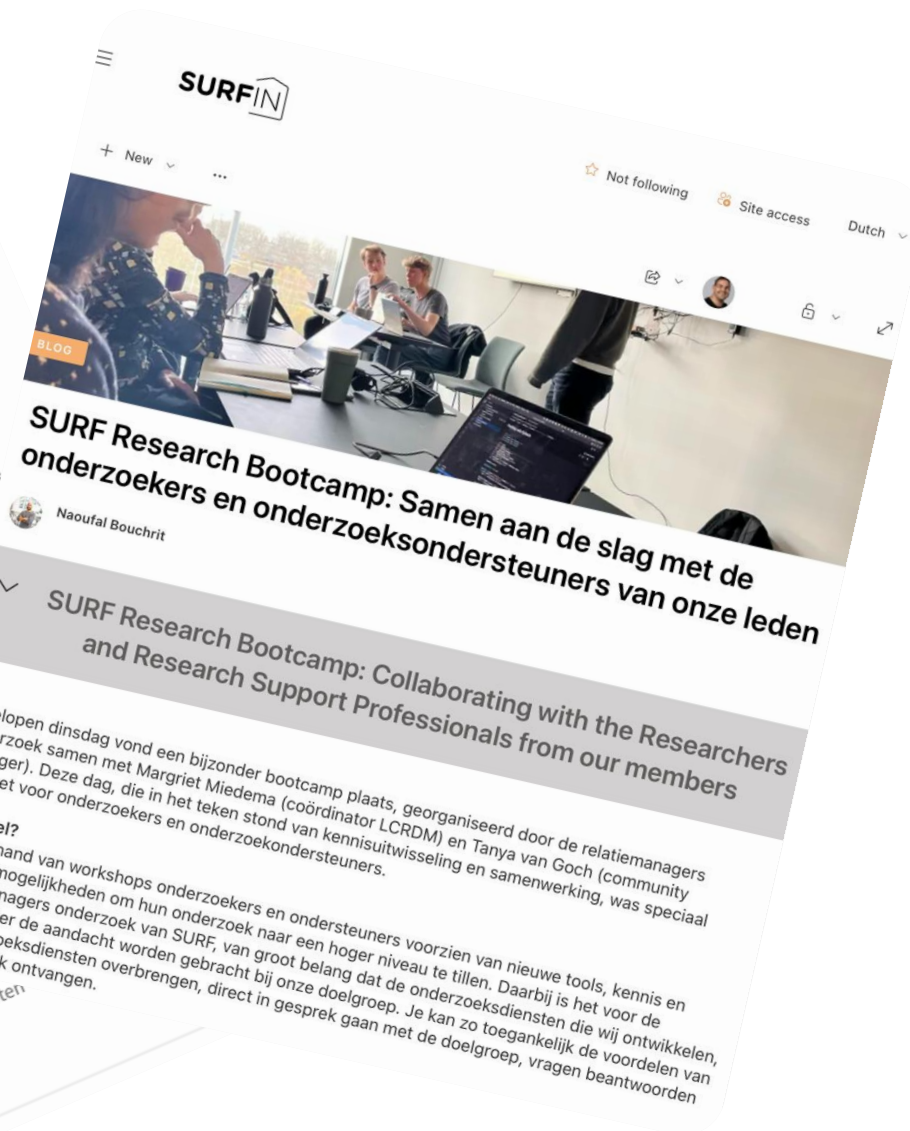 SURFIN
New
...
Not following
Site access
Dutch
BLOG
SURF Research Bootcamp: Samen aan de slag met de
onderzoekers en onderzoeksondersteuners van onze leden
Naoufal Bouchrit
SURF Research Bootcamp: Collaborating with the Researchers
and Research Support Professionals from our members
lopen dinsdag vond een bijzonder bootcamp plaats, georganiseerd door de relatiemanagers
rzoek samen met Margriet Miedema (coördinator LCRDM) en Tanya van Goch (community
ger). Deze dag, die in het teken stond van kennisuitwisseling en samenwerking, was speciaal
et voor onderzoekers en onderzoekondersteuners.
el?
hand van workshops onderzoekers en ondersteuners voorzien van nieuwe tools, kennis en
mogelijkheden om hun onderzoek naar een hoger niveau te tillen. Daarbij is het voor de
nagers onderzoek van SURF, van groot belang dat de onderzoeksdiensten die wij ontwikkelen,
er de aandacht worden gebracht bij onze doelgroep. Je kan zo toegankelijk de voordelen van
oeksdiensten overbrengen, direct in gesprek gaan met de doelgroep, vragen beantwoorden
k ontvangen.
ten